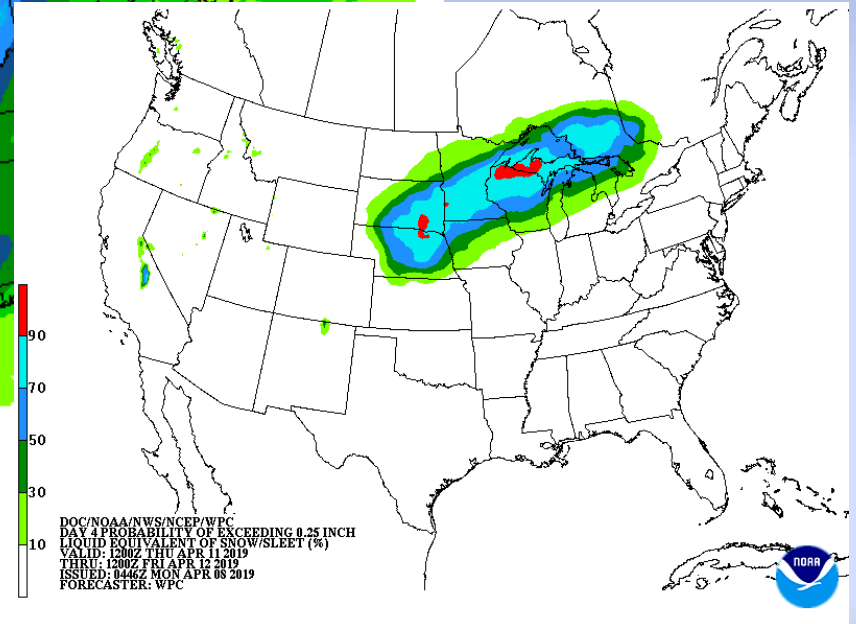 90
70
50
30
10
DOC/NOAA/NWS/NCEP/WPC
DAY 4 PROBABILITY OF EXCEEDING 0.25 INCH
LIQUID EQUIVALENT OF SNOW/SLEET (%)
VALID: 1200Z THU APR 11 2019
THRU: 1200Z FRI APR 12 2019
ISSUED: 0446Z MON APR 08 2019
FORECASTER: WPC
NOAA